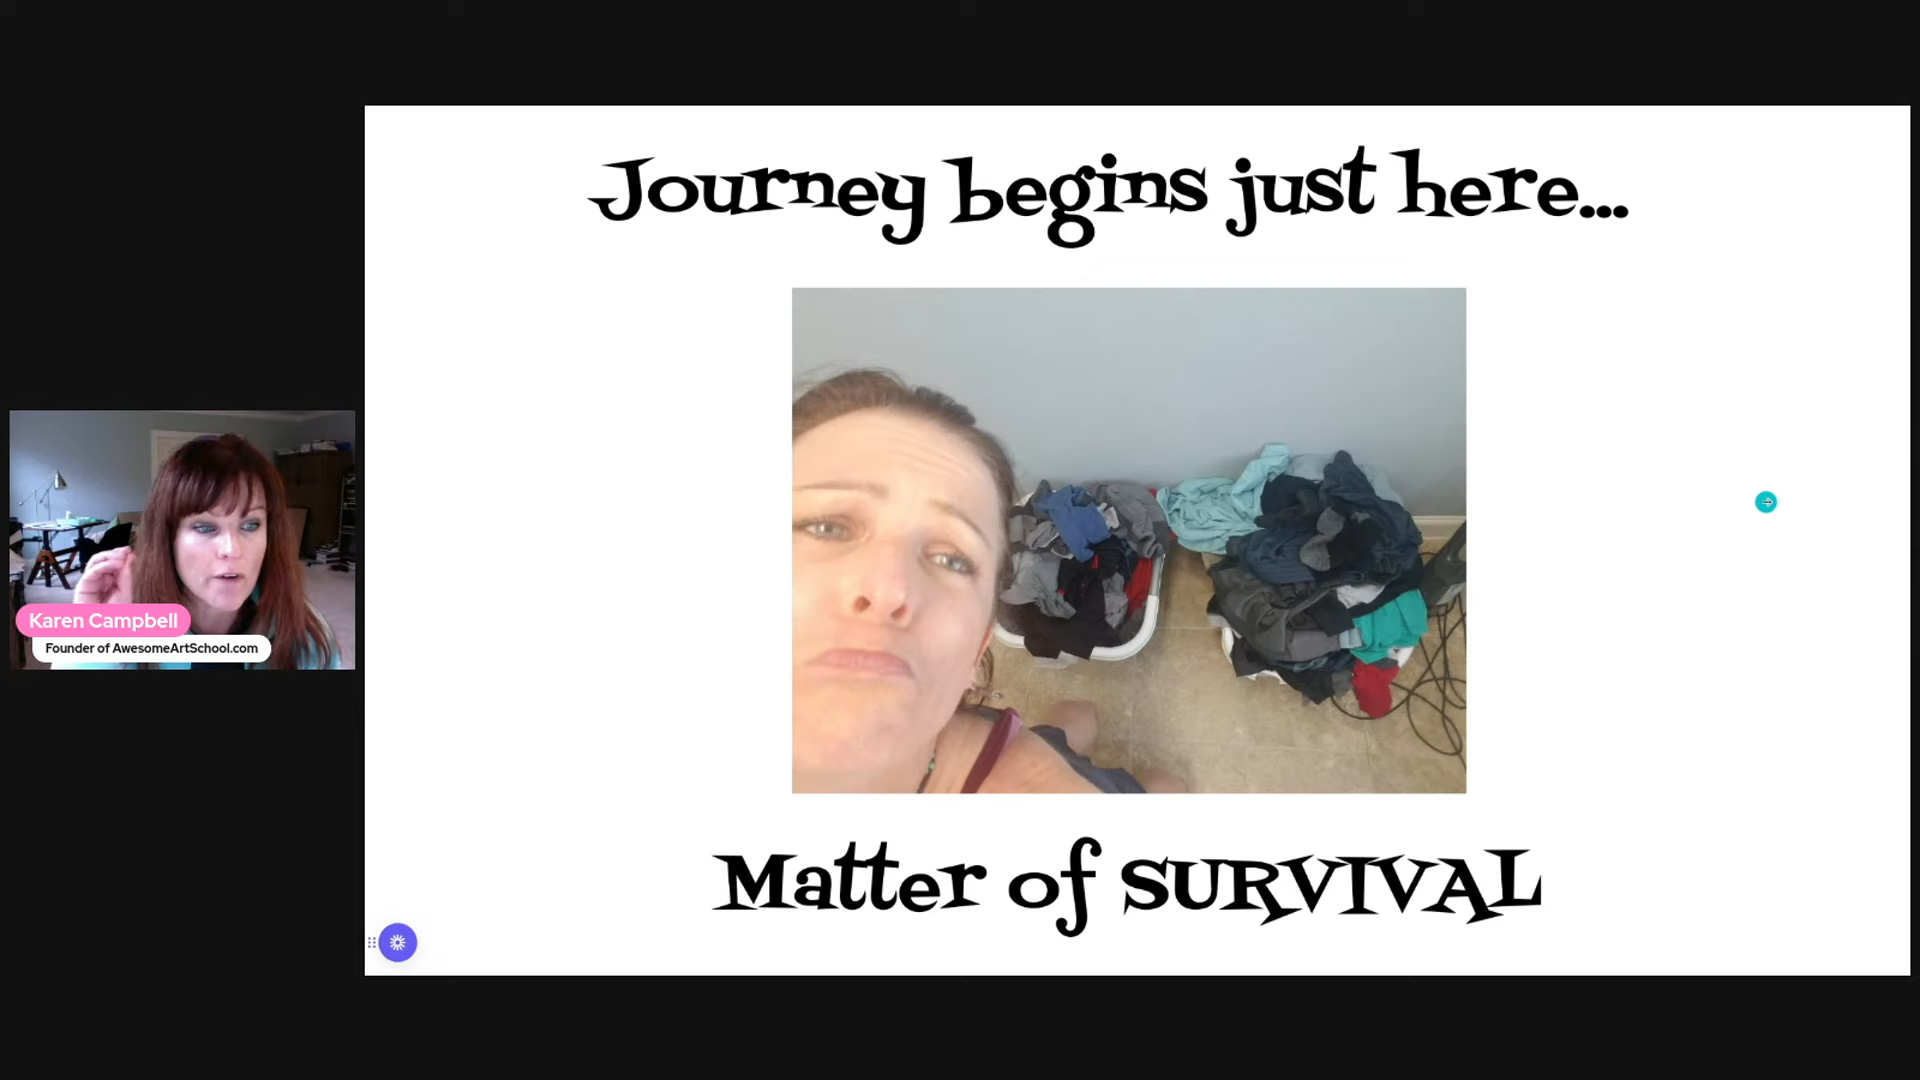 Journey begins just here...
Karen Campbell
Founder of AwesomeArtSchool.com
Matter of SURVIVAL